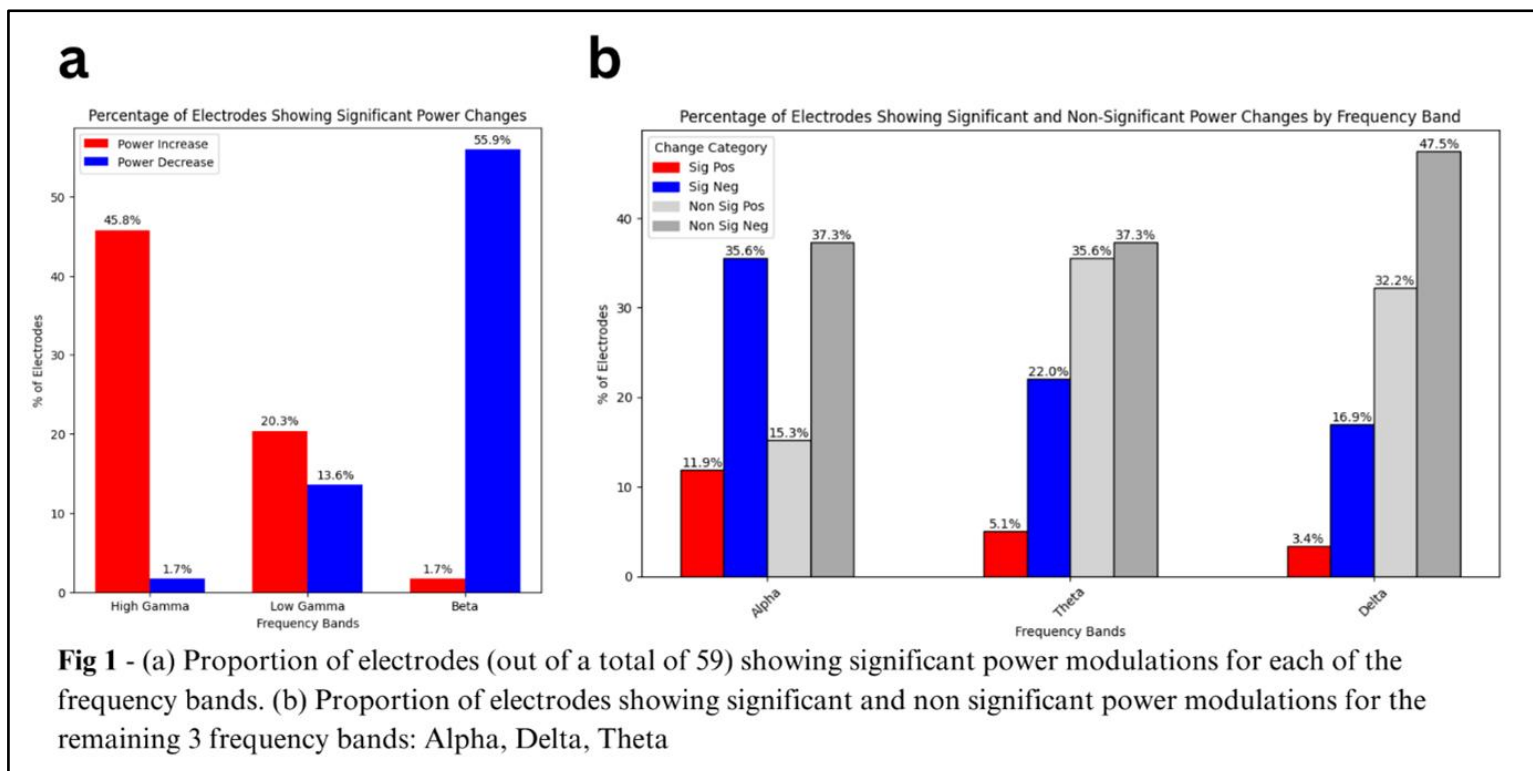 a
b
Percentage of Electrodes Showing Significant Power Changes
Power Increase
Power Decrease
55.9%
50
45.8%
40
30
20.3%
20
13.6%
10
1.7%
1.7%
0
% of Electrodes
High Gamma
Low Gamma
Beta
Frequency Bands
Percentage of Electrodes Showing Significant and Non-Significant Power Changes by Frequency Band
Change Category
Sig Pos
Sig Neg
Non Sig Pos
Non Sig Neg
47.5%
40
35.6%
37.3%
35.6%
37.3%
32.2%
30
22.0%
20
16.9%
15.3%
11.9%
10
5.1%
3.4%
0
% of Electrodes
Alpha
Theta
Delta
Frequency Bands
Fig 1 - (a) Proportion of electrodes (out of a total of 59) showing significant power modulations for each of the
frequency bands. (b) Proportion of electrodes showing significant and non significant power modulations for the
remaining 3 frequency bands: Alpha, Delta, Theta